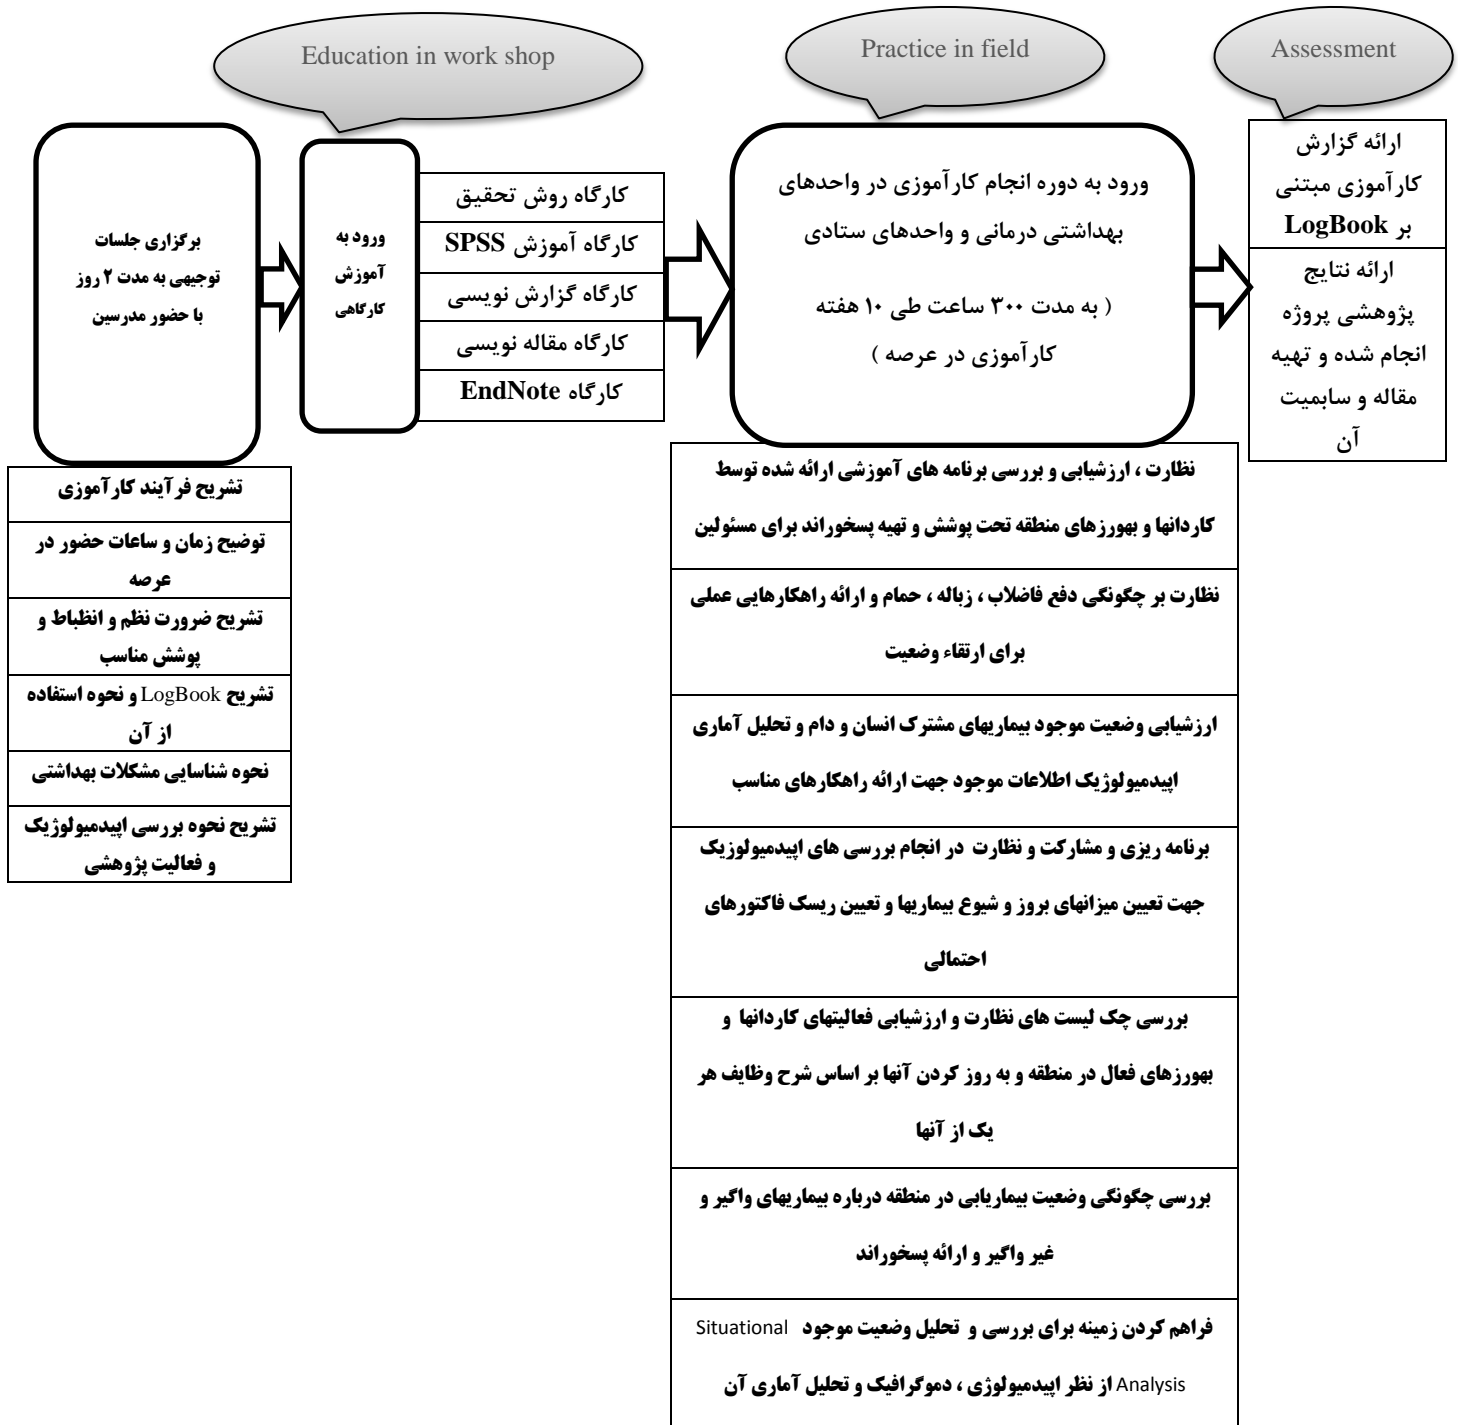 Education in work shop
Practice in field
Assessment
برگزاری جلسات
توجیهی به مدت ۲ روز
با حضور مدرسین
ورود به
آموزش
کارگاهی
کارگاه روش تحقیق
کارگاه آموزش SPSS
کارگاه گزارش نویسی
کارگاه مقاله نویسی
کارگاه EndNote
ورود به دوره انجام کارآموزی در واحدهای
بهداشتی درمانی و واحدهای ستادی
( به مدت ۳۰۰ ساعت طی ۱۰ هفته
کارآموزی در عرصه )
ارائه گزارش
کارآموزی مبتنی
بر LogBook
ارائه نتایج
پژوهشی پروژه
انجام شده و تهیه
مقاله و سابمیت
آن
تشریح فرآیند کارآموزی
توضیح زمان و ساعات حضور در
عرصه
تشریح ضرورت نظم و انظباط و
پوشش مناسب
تشریح LogBook و نحوه استفاده
از آن
نحوه شناسایی مشکلات بهداشتی
تشریح نحوه بررسی اپیدمیولوژیک
و فعالیت پژوهشی
نظارت ، ارزشیابی و بررسی برنامه های آموزشی ارائه شده توسط
کاردانها و بهورزهای منطقه تحت پوشش و تهیه پسخوراند برای مسئولین
نظارت بر چگونگی دفع فاضلاب ، زباله ، حمام و ارائه راهکارهایی عملی
برای ارتقاء وضعیت
ارزشیابی وضعیت موجود بیماریهای مشترک انسان و دام و تحلیل آماری
اپیدمیولوژیک اطلاعات موجود جهت ارائه راهکارهای مناسب
برنامه ریزی و مشارکت و نظارت در انجام بررسی های اپیدمیولوزیک
جهت تعیین میزانهای بروز و شیوع بیماریها و تعیین ریسک فاکتورهای
احتمالی
بررسی چک لیست های نظارت و ارزشیابی فعالیتهای کاردانها و
بهورزهای فعال در منطقه و به روز کردن آنها بر اساس شرح وظایف هر
یک از آنها
بررسی چگونگی وضعیت بیماریابی در منطقه درباره بیماریهای واگیر و
غیر واگیر و ارائه پسخوراند
فراهم کردن زمینه برای بررسی و تحلیل وضعیت موجود Situational
Analysis از نظر اپیدمیولوژی ، دموگرافیک و تحلیل آماری آن